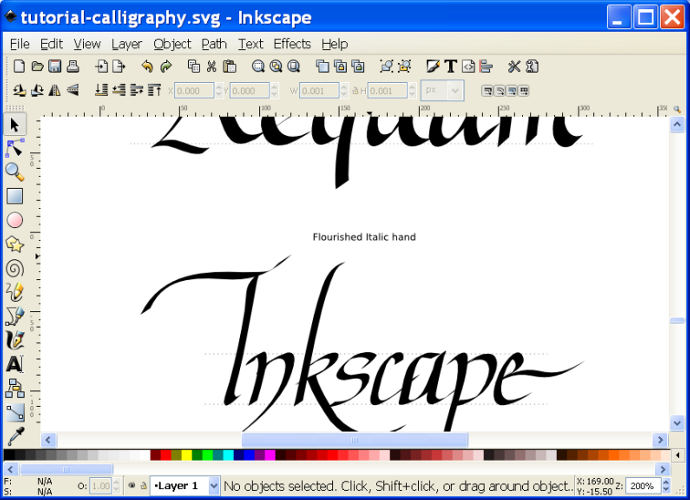 tutorial-calligraphy.svg - Inkscape
File Edit View Layer Object Path Text Effects Help
X 0.000 Y 0.000 W 0.001 H 0.001 px
0 50 100 150 200 250 300
Flourished Italic hand
Inkscape
F: N/A O: 1.00 •Layer 1 No objects selected. Click, Shift+click, or drag around object... X: 169.00 Z: 200%
S: N/A Y: -15.50